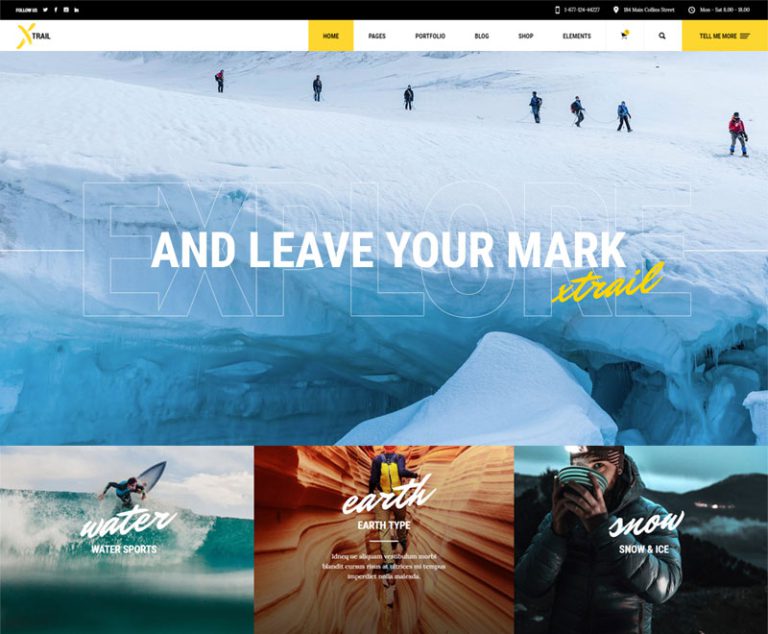 FOLLOW US
1-677-124-44227
184 Main Collins Street
Mon - Sat 8.00 - 18.00
XTRAIL
HOME
PAGES
PORTFOLIO
BLOG
SHOP
ELEMENTS
TELL ME MORE
EXPLORE
AND LEAVE YOUR MARK
xtrail
water
WATER SPORTS
earth
EARTH TYPE
Idneq ac aliquam vestibulum morbi
blandit cursus risus at ultrices mi tempus
imperdiet nulla malesda.
snow
SNOW & ICE